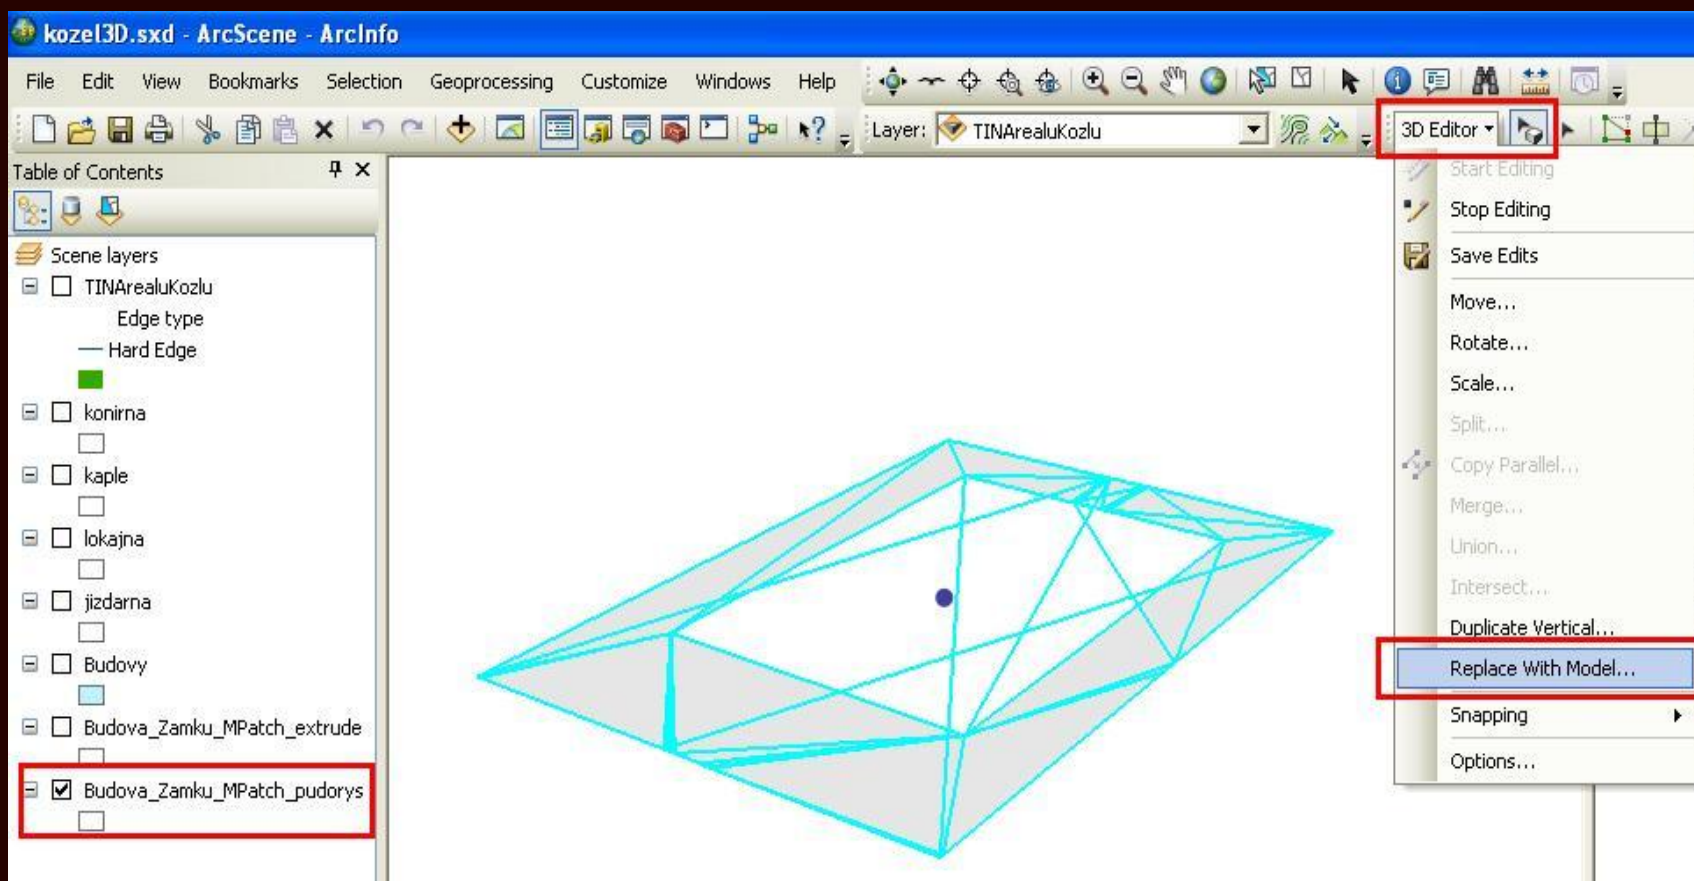 kozel3D.sxd - ArcScene - ArcInfo
File Edit View Bookmarks Selection Geoprocessing Customize Windows Help
Layer: TINArealuKozlu
3D Editor
Table of Contents
Scene layers
TINArealuKozlu
Edge type
Hard Edge
konirna
kaple
lokajna
jizdarna
Budovy
Budova_Zamku_MPatch_extrude
Budova_Zamku_MPatch_pudorys
Start Editing
Stop Editing
Save Edits
Move...
Rotate...
Scale...
Split...
Copy Parallel...
Merge...
Union...
Intersect...
Duplicate Vertical...
Replace With Model...
Snapping
Options...